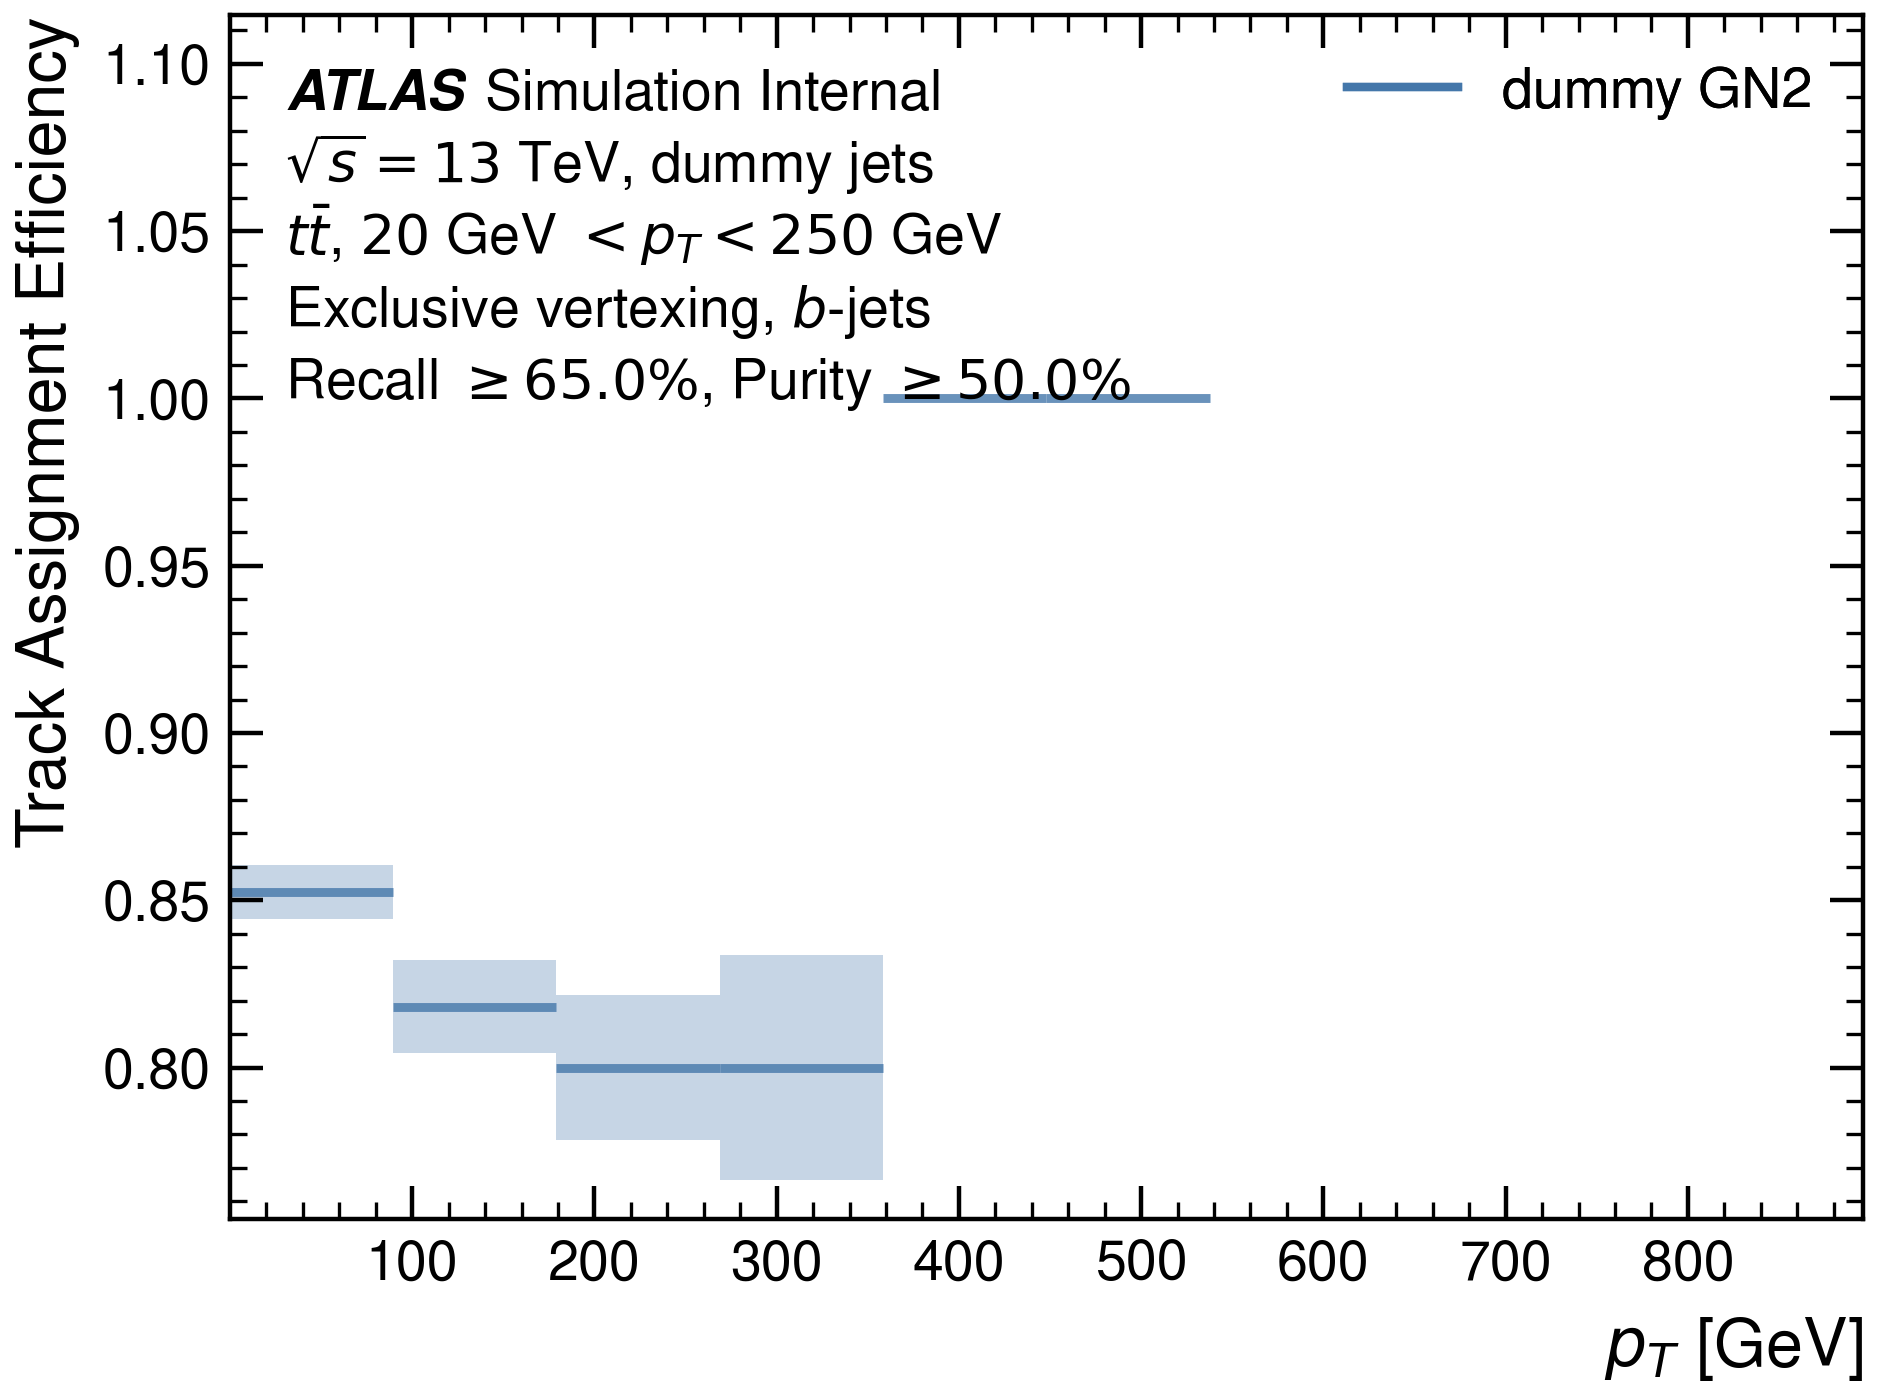 Track Assignment Efficiency
1.10
1.05
1.00
0.95
0.90
0.85
0.80
ATLAS Simulation Internal
√s = 13 TeV, dummy jets
tt̄, 20 GeV < p_T < 250 GeV
Exclusive vertexing, b-jets
Recall ≥ 65.0%, Purity ≥ 50.0%
dummy GN2
100 200 300 400 500 600 700 800
p_T [GeV]